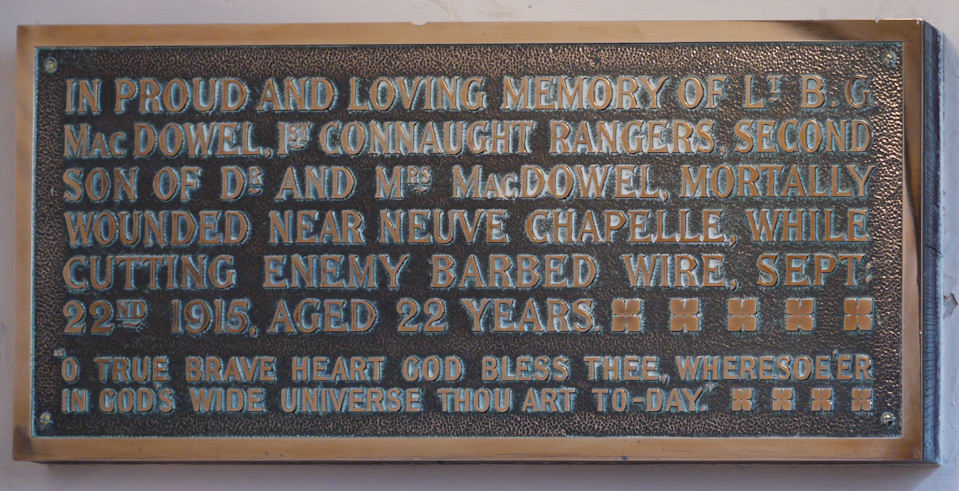 IN PROUD AND LOVING MEMORY OF LT B. G.
MAC DOWEL, 1ST CONNAUGHT RANGERS, SECOND
SON OF DR AND MRS MACDOWEL, MORTALLY
WOUNDED NEAR NEUVE CHAPELLE, WHILE
CUTTING ENEMY BARBED WIRE, SEPT.
22ND 1915, AGED 22 YEARS.
"O TRUE BRAVE HEART GOD BLESS THEE, WHERESOE'ER
IN GOD'S WIDE UNIVERSE THOU ART TO-DAY."